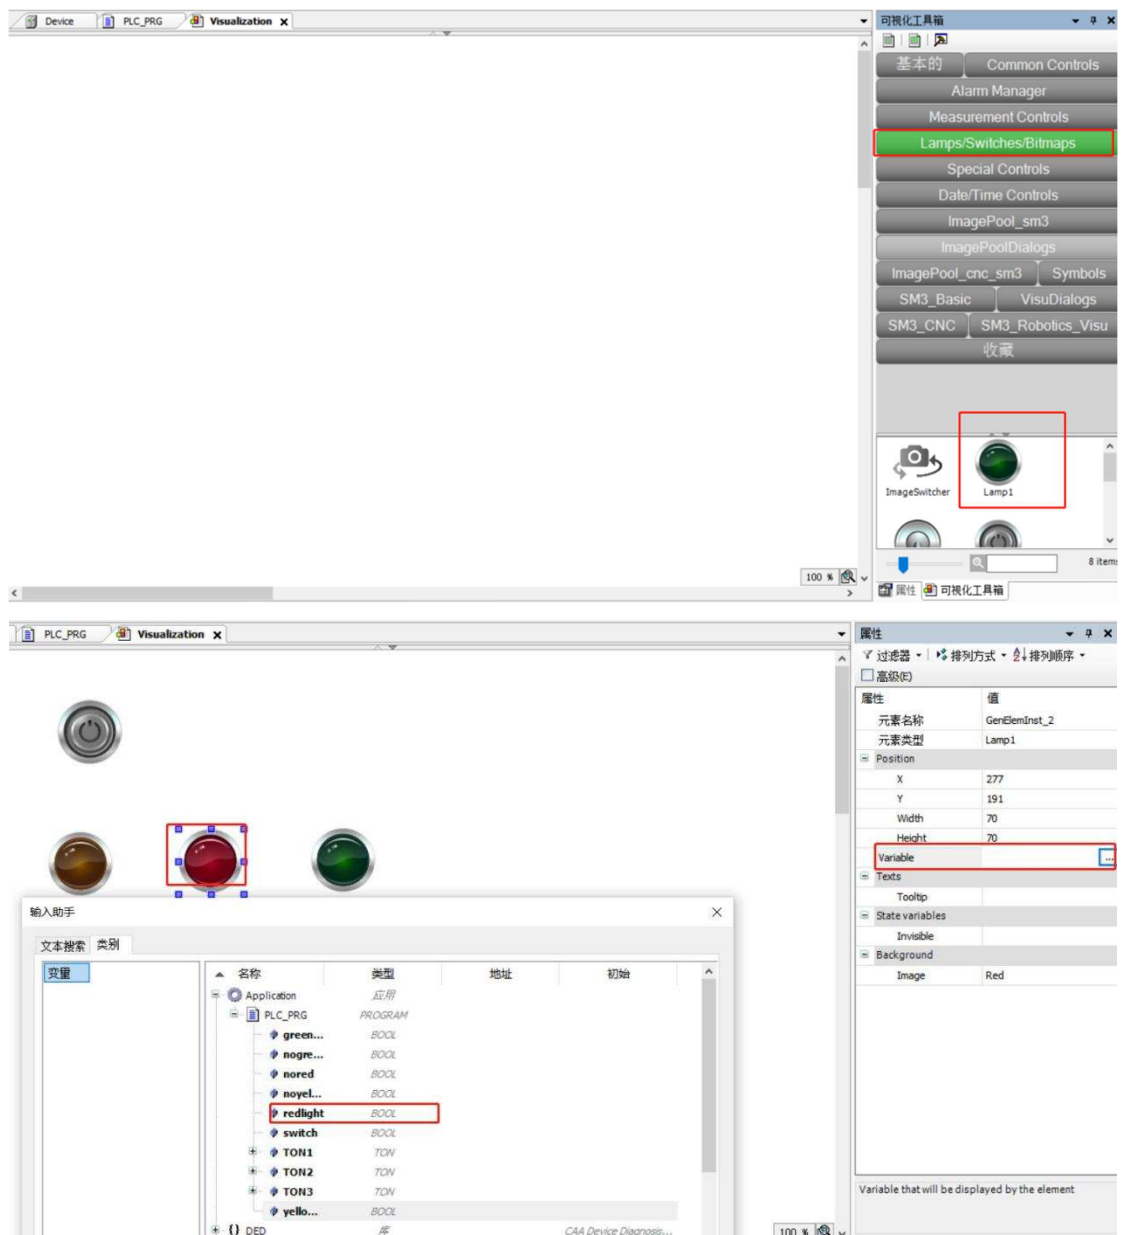 Device PLC_PRG Visualization
可视化工具箱
基本的 Common Controls
Alarm Manager
Measurement Controls
Lamps/Switches/Bitmaps
Special Controls
Date/Time Controls
ImagePool_sm3
ImagePoolDialogs
ImagePool_cnc_sm3 Symbols
SM3_Basic VisuDialogs
SM3_CNC SM3_Robotics_Visu
收藏
ImageSwitcher Lamp1
8 item
100 %
属性 可视化工具箱
PLC_PRG Visualization
属性
过滤器 排列方式 排列顺序
高级(E)
属性 值
元素名称 GenElemInst_2
元素类型 Lamp1
Position
X 277
Y 191
Width 70
Height 70
Variable ...
Texts
Tooltip
State variables
Invisible
Background
Image Red
Variable that will be displayed by the element
输入助手
文本搜索 类别
变量
名称 类型 地址 初始
Application 应用
PLC_PRG PROGRAM
green... BOOL
nogre... BOOL
nored BOOL
noyel... BOOL
redlight BOOL
switch BOOL
TON1 TON
TON2 TON
TON3 TON
yello... BOOL
{} DED 库 CAA Device Diagnosis...
100 %